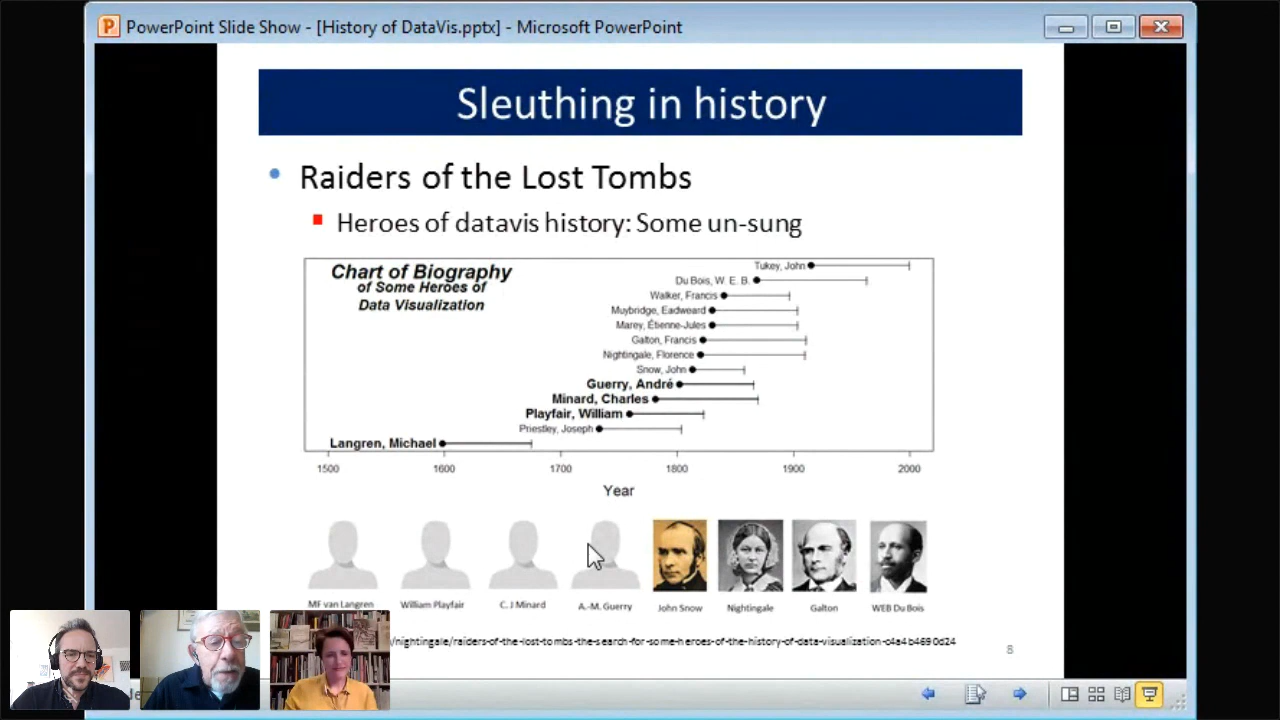 PowerPoint Slide Show - [History of DataVis.pptx] - Microsoft PowerPoint
Sleuthing in history
Raiders of the Lost Tombs
Heroes of datavis history: Some un-sung
Chart of Biography
of Some Heroes of
Data Visualization
Tukey, John
Du Bois, W. E. B.
Walker, Francis
Muybridge, Eadweard
Marey, Étienne-Jules
Galton, Francis
Nightingale, Florence
Snow, John
Guerry, André
Minard, Charles
Playfair, William
Priestley, Joseph
Langren, Michael
1500 1600 1700 1800 1900 2000
Year
MF van Langren William Playfair C. J Minard A.-M. Guerry John Snow Nightingale Galton WEB Du Bois
/nightingale/raiders-of-the-lost-tombs-the-search-for-some-heroes-of-the-history-of-data-visualization-c4a4b4690d24
8